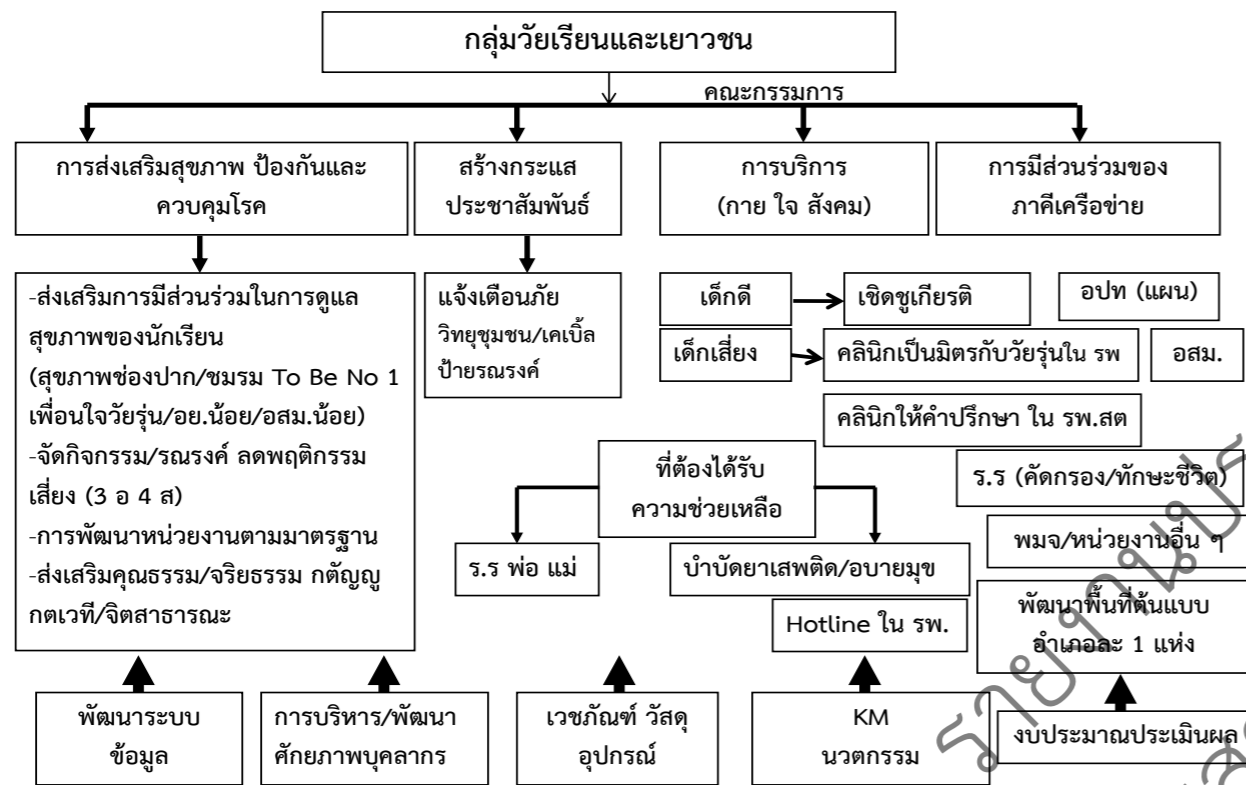 กลุ่มวัยเรียนและเยาวชน
คณะกรรมการ
การส่งเสริมสุขภาพ ป้องกันและ
ควบคุมโรค
สร้างกระแส
ประชาสัมพันธ์
การบริการ
(กาย ใจ สังคม)
การมีส่วนร่วมของ
ภาคีเครือข่าย
-ส่งเสริมการมีส่วนร่วมในการดูแล
สุขภาพของนักเรียน
(สุขภาพช่องปาก/ชมรม To Be No 1
เพื่อนใจวัยรุ่น/อย.น้อย/อสม.น้อย)
-จัดกิจกรรม/รณรงค์ ลดพฤติกรรม
เสี่ยง (3 อ 4 ส)
-การพัฒนาหน่วยงานตามมาตรฐาน
-ส่งเสริมคุณธรรม/จริยธรรม กตัญญู
กตเวที/จิตสาธารณะ
แจ้งเตือนภัย
วิทยุชุมชน/เคเบิ้ล
ป้ายรณรงค์
เด็กดี
เชิดชูเกียรติ
อปท (แผน)
เด็กเสี่ยง
คลินิกเป็นมิตรกับวัยรุ่นใน รพ
อสม.
คลินิกให้คำปรึกษา ใน รพ.สต
ที่ต้องได้รับ
ความช่วยเหลือ
ร.ร (คัดกรอง/ทักษะชีวิต)
ร.ร พ่อ แม่
บำบัดยาเสพติด/อบายมุข
พมจ/หน่วยงานอื่น ๆ
Hotline ใน รพ.
พัฒนาพื้นที่ต้นแบบ
อำเภอละ 1 แห่ง
พัฒนาระบบ
ข้อมูล
การบริหาร/พัฒนา
ศักยภาพบุคลากร
เวชภัณฑ์ วัสดุ
อุปกรณ์
KM
นวตกรรม
งบประมาณประเมินผล